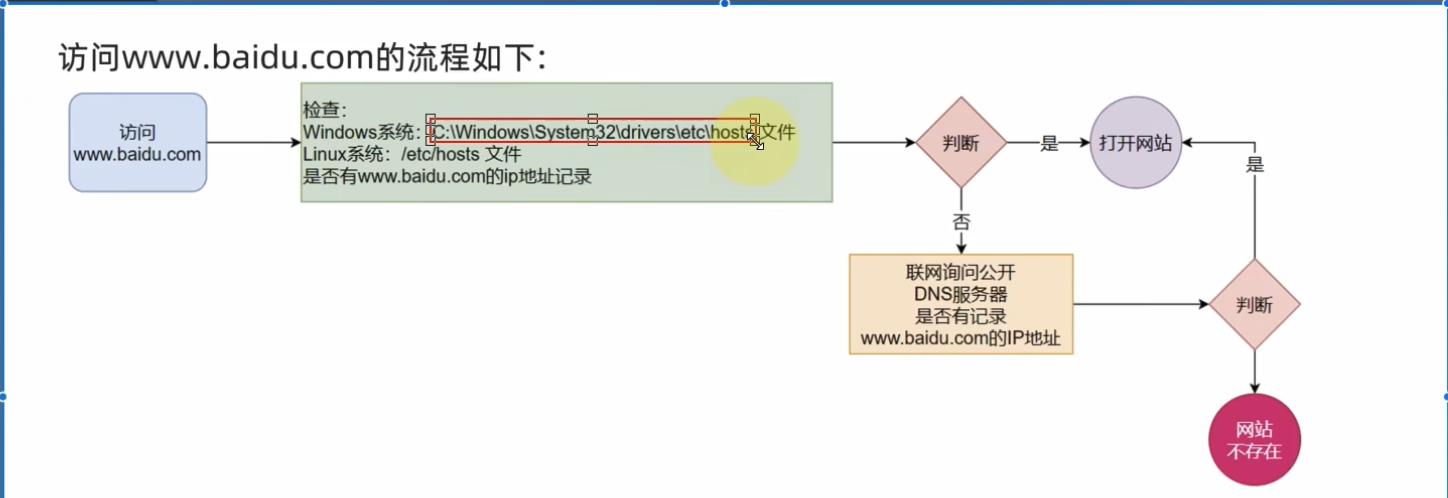 访问www.baidu.com的流程如下：
访问
www.baidu.com
检查：
Windows系统：C:\Windows\System32\drivers\etc\hosts 文件
Linux系统：/etc/hosts 文件
是否有www.baidu.com的ip地址记录
判断
是
打开网站
是
否
联网询问公开
DNS服务器
是否有记录
www.baidu.com的IP地址
判断
网站
不存在